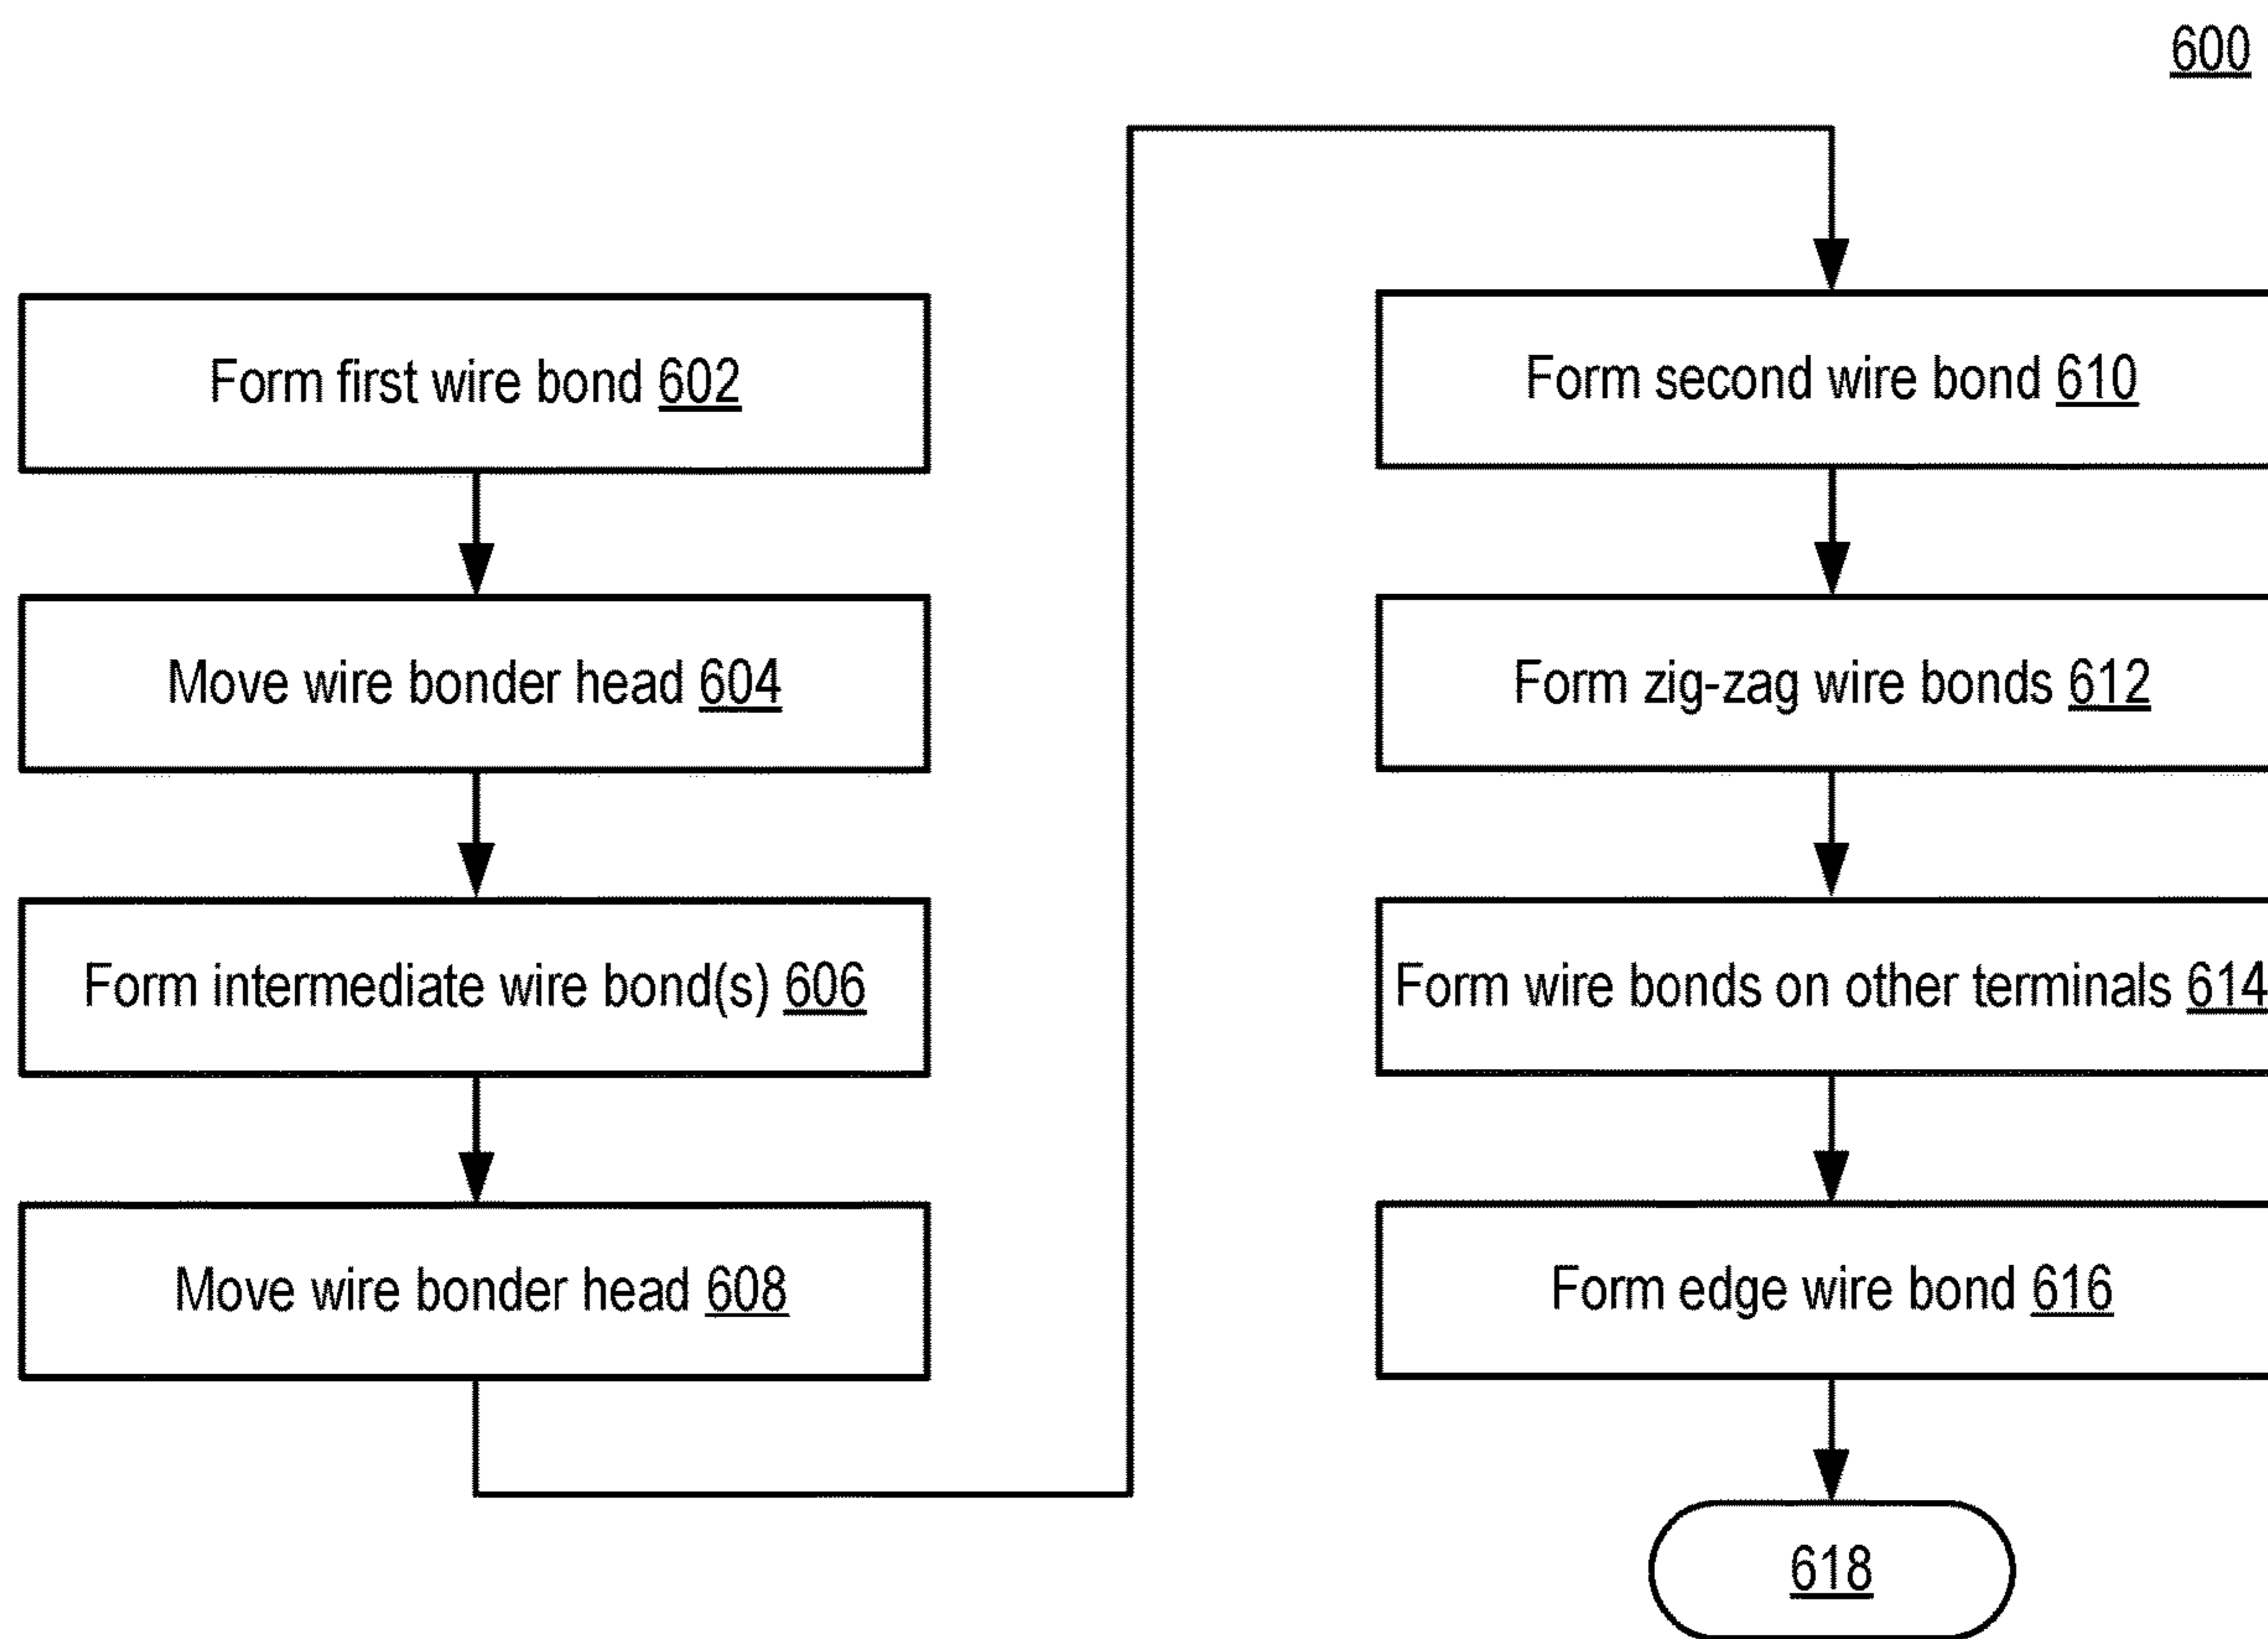 600
Form first wire bond 602
Move wire bonder head 604
Form intermediate wire bond(s) 606
Move wire bonder head 608
Form second wire bond 610
Form zig-zag wire bonds 612
Form wire bonds on other terminals 614
Form edge wire bond 616
618